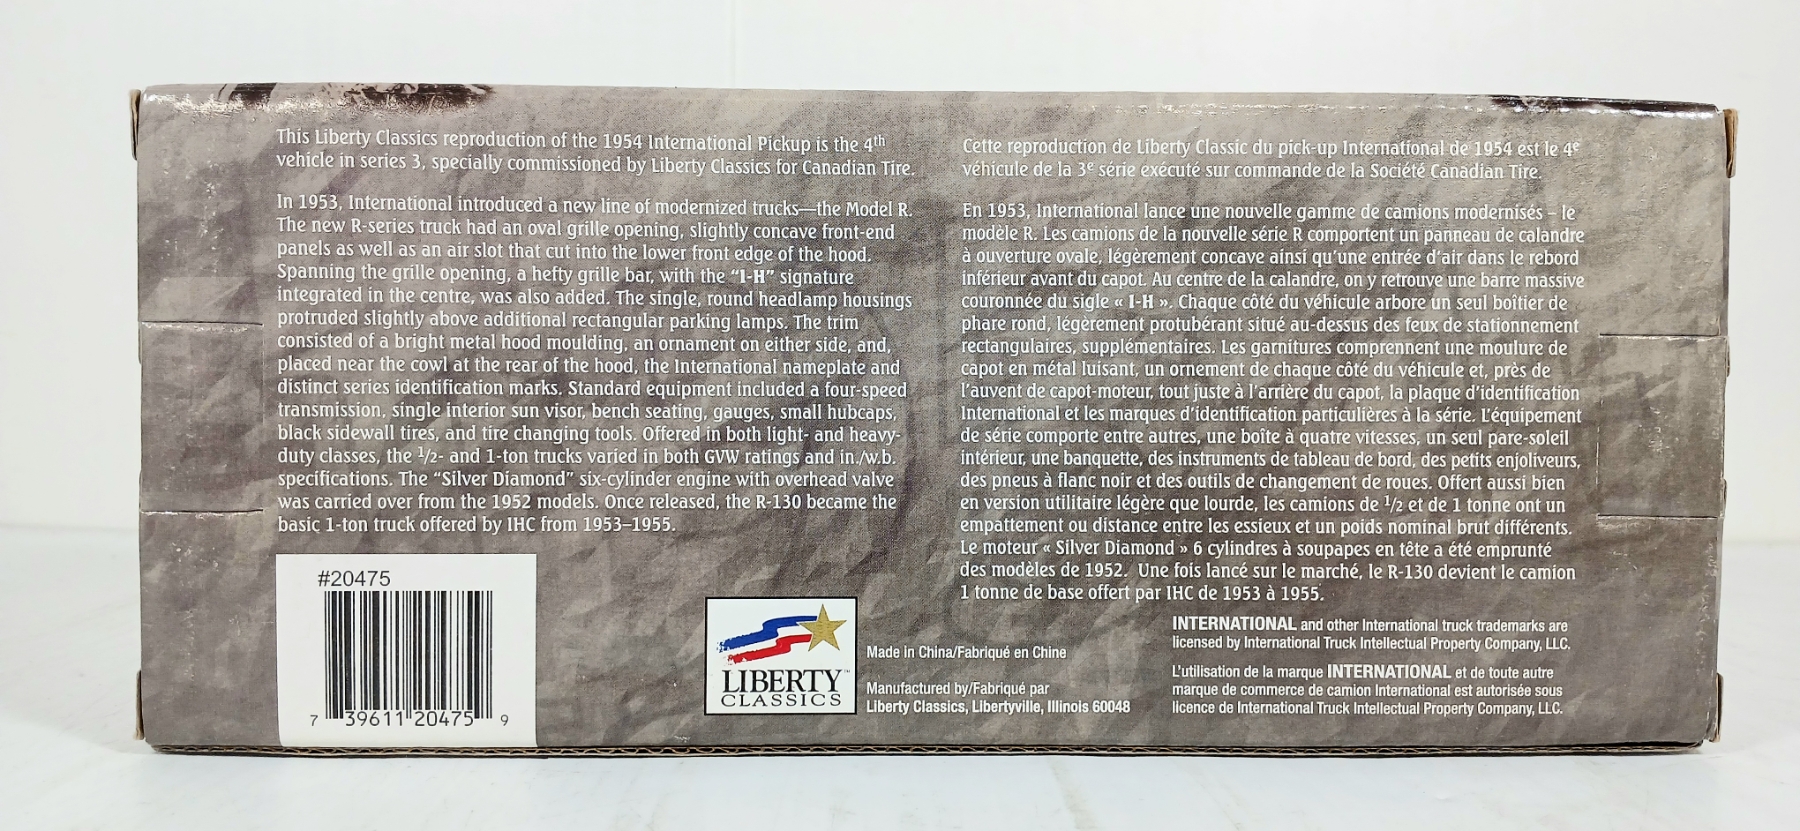 This Liberty Classics reproduction of the 1954 International Pickup is the 4th
vehicle in series 3, specially commissioned by Liberty Classics for Canadian Tire.
In 1953, International introduced a new line of modernized trucks—the Model R.
The new R-series truck had an oval grille opening, slightly concave front-end
panels as well as an air slot that cut into the lower front edge of the hood.
Spanning the grille opening, a hefty grille bar, with the "I-H" signature
integrated in the centre, was also added. The single, round headlamp housings
protruded slightly above additional rectangular parking lamps. The trim
consisted of a bright metal hood moulding, an ornament on either side, and,
placed near the cowl at the rear of the hood, the International nameplate and
distinct series identification marks. Standard equipment included a four-speed
transmission, single interior sun visor, bench seating, gauges, small hubcaps,
black sidewall tires, and tire changing tools. Offered in both light- and heavy-
duty classes, the 1/2- and 1-ton trucks varied in both GVW ratings and in./w.b.
specifications. The "Silver Diamond" six-cylinder engine with overhead valve
was carried over from the 1952 models. Once released, the R-130 became the
basic 1-ton truck offered by IHC from 1953–1955.
Cette reproduction de Liberty Classic du pick-up International de 1954 est le 4e
véhicule de la 3e série exécuté sur commande de la Société Canadian Tire.
En 1953, International lance une nouvelle gamme de camions modernisés – le
modèle R. Les camions de la nouvelle série R comportent un panneau de calandre
à ouverture ovale, légèrement concave ainsi qu'une entrée d'air dans le rebord
inférieur avant du capot. Au centre de la calandre, on y retrouve une barre massive
couronnée du sigle « I-H ». Chaque côté du véhicule arbore un seul boîtier de
phare rond, légèrement protubérant situé au-dessus des feux de stationnement
rectangulaires, supplémentaires. Les garnitures comprennent une moulure de
capot en métal luisant, un ornement de chaque côté du véhicule et, près de
l'auvent de capot-moteur, tout juste à l'arrière du capot, la plaque d'identification
International et les marques d'identification particulières à la série. L'équipement
de série comporte entre autres, une boîte à quatre vitesses, un seul pare-soleil
intérieur, une banquette, des instruments de tableau de bord, des petits enjoliveurs,
des pneus à flanc noir et des outils de changement de roues. Offert aussi bien
en version utilitaire légère que lourde, les camions de 1/2 et de 1 tonne ont un
empattement ou distance entre les essieux et un poids nominal brut différents.
Le moteur « Silver Diamond » 6 cylindres à soupapes en tête a été emprunté
des modèles de 1952. Une fois lancé sur le marché, le R-130 devient le camion
1 tonne de base offert par IHC de 1953 à 1955.
#20475
7 39611 20475 9
LIBERTY™
CLASSICS
Made in China/Fabriqué en Chine
Manufactured by/Fabriqué par
Liberty Classics, Libertyville, Illinois 60048
INTERNATIONAL and other International truck trademarks are
licensed by International Truck Intellectual Property Company, LLC.
L'utilisation de la marque INTERNATIONAL et de toute autre
marque de commerce de camion International est autorisée sous
licence de International Truck Intellectual Property Company, LLC.